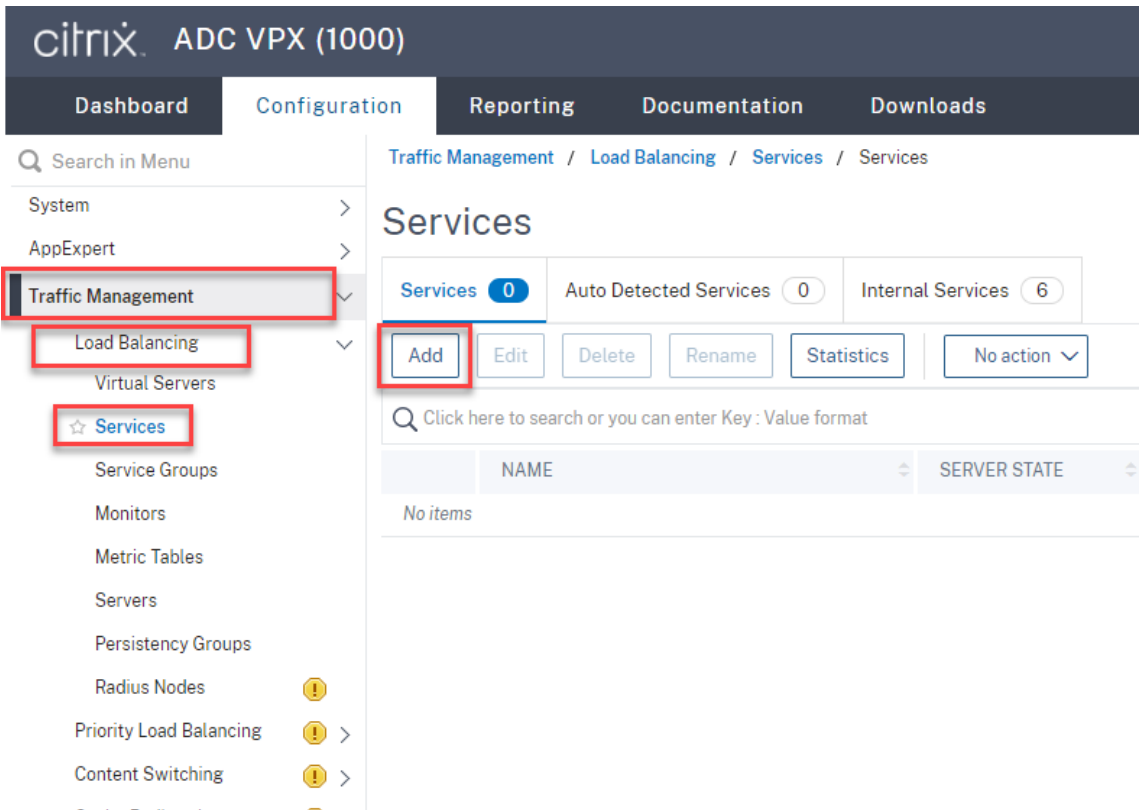 citrix. ADC VPX (1000)
Dashboard Configuration Reporting Documentation Downloads
Search in Menu
System
AppExpert
Traffic Management
Load Balancing
Virtual Servers
Services
Service Groups
Monitors
Metric Tables
Servers
Persistency Groups
Radius Nodes
Priority Load Balancing
Content Switching
Traffic Management / Load Balancing / Services / Services
Services
Services 0 Auto Detected Services 0 Internal Services 6
Add Edit Delete Rename Statistics No action
Click here to search or you can enter Key : Value format
NAME SERVER STATE
No items